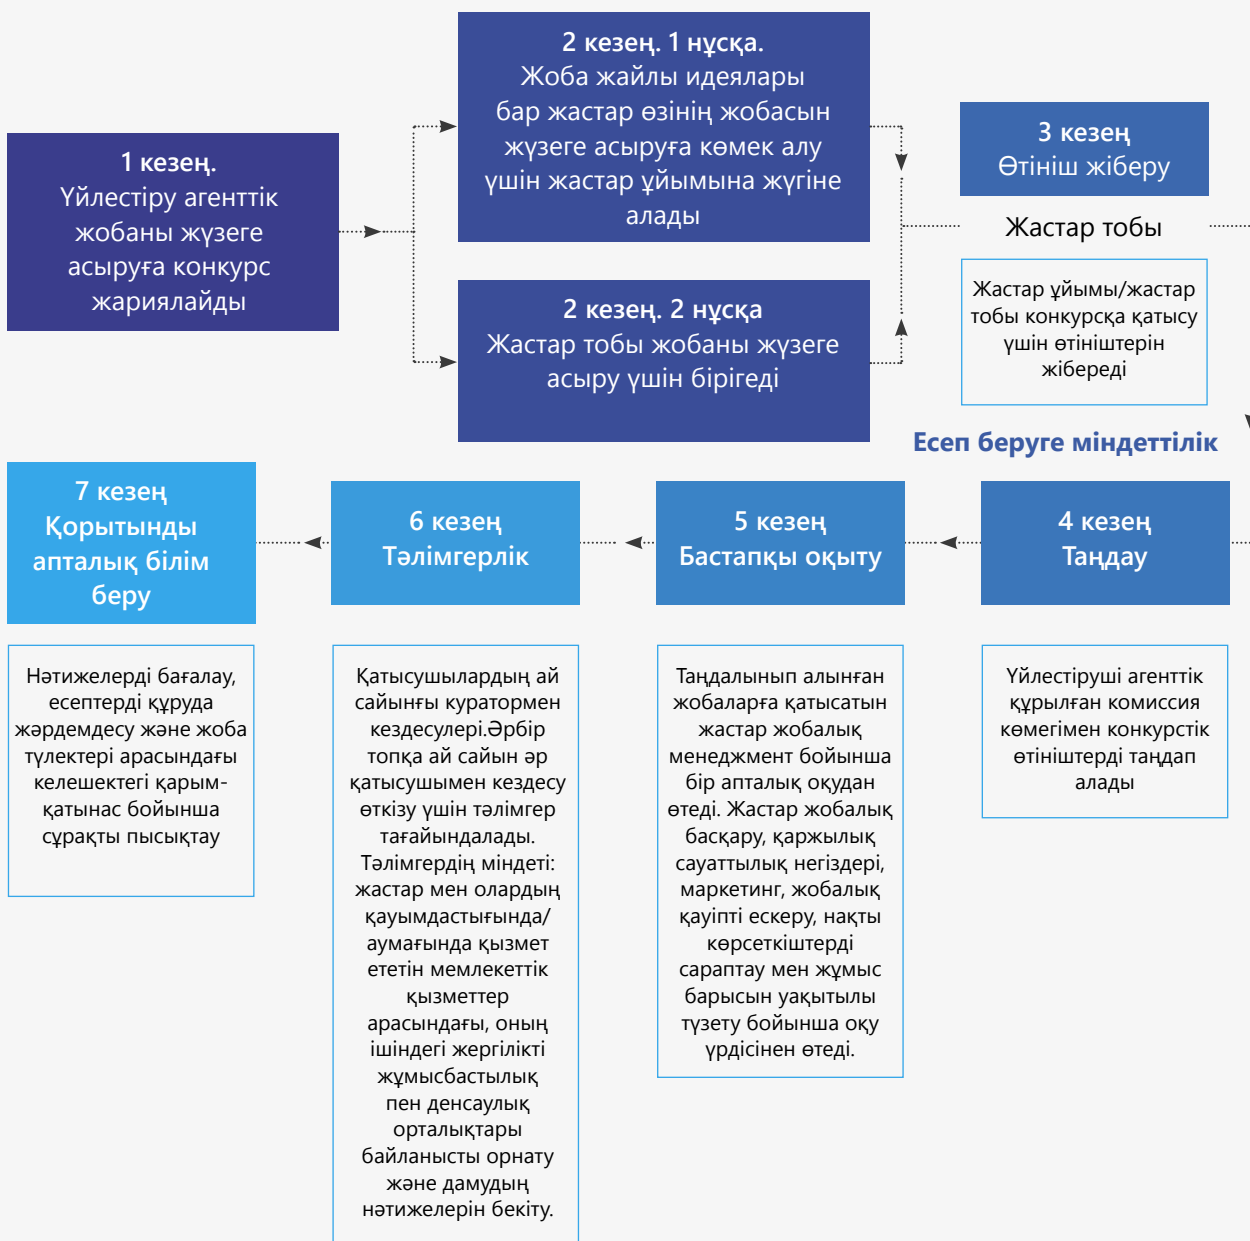 1 кезең.
Үйлестіру агенттік
жобаны жүзеге
асыруға конкурс
жариялайды
2 кезең. 1 нұсқа.
Жоба жайлы идеялары
бар жастар өзінің жобасын
жүзеге асыруға көмек алу
үшін жастар ұйымына жүгіне
алады
2 кезең. 2 нұсқа
Жастар тобы жобаны жүзеге
асыру үшін бірігеді
3 кезең
Өтініш жіберу
Жастар тобы
Жастар ұйымы/жастар
тобы конкурсқа қатысу
үшін өтініштерін
жібереді
Есеп беруге міндеттілік
4 кезең
Таңдау
Үйлестіруші агенттік
құрылған комиссия
көмегімен конкурстік
өтініштерді таңдап
алады
5 кезең
Бастапқы оқыту
Таңдалынып алынған
жобаларға қатысатын
жастар жобалық
менеджмент бойынша
бір апталық оқудан
өтеді. Жастар жобалық
басқару, қаржылық
сауаттылық негіздері,
маркетинг, жобалық
қауіпті ескеру, нақты
көрсеткіштерді
сараптау мен жұмыс
барысын уақытылы
түзету бойынша оқу
үрдісінен өтеді.
6 кезең
Тәлімгерлік
Қатысушылардың ай
сайынғы куратормен
кездесулері.Әрбір
топқа ай сайын әр
қатысушымен кездесу
өткізу үшін тәлімгер
тағайындалады.
Тәлімгердің міндеті:
жастар мен олардың
қауымдастығында/
аумағында қызмет
ететін мемлекеттік
қызметтер
арасындағы, оның
ішіндегі жергілікті
жұмысбастылық
пен денсаулық
орталықтары
байланысты орнату
және дамудың
нәтижелерін бекіту.
7 кезең
Қорытынды
апталық білім
беру
Нәтижелерді бағалау,
есептерді құруда
жәрдемдесу және жоба
түлектері арасындағы
келешектегі қарым-
қатынас бойынша
сұрақты пысықтау